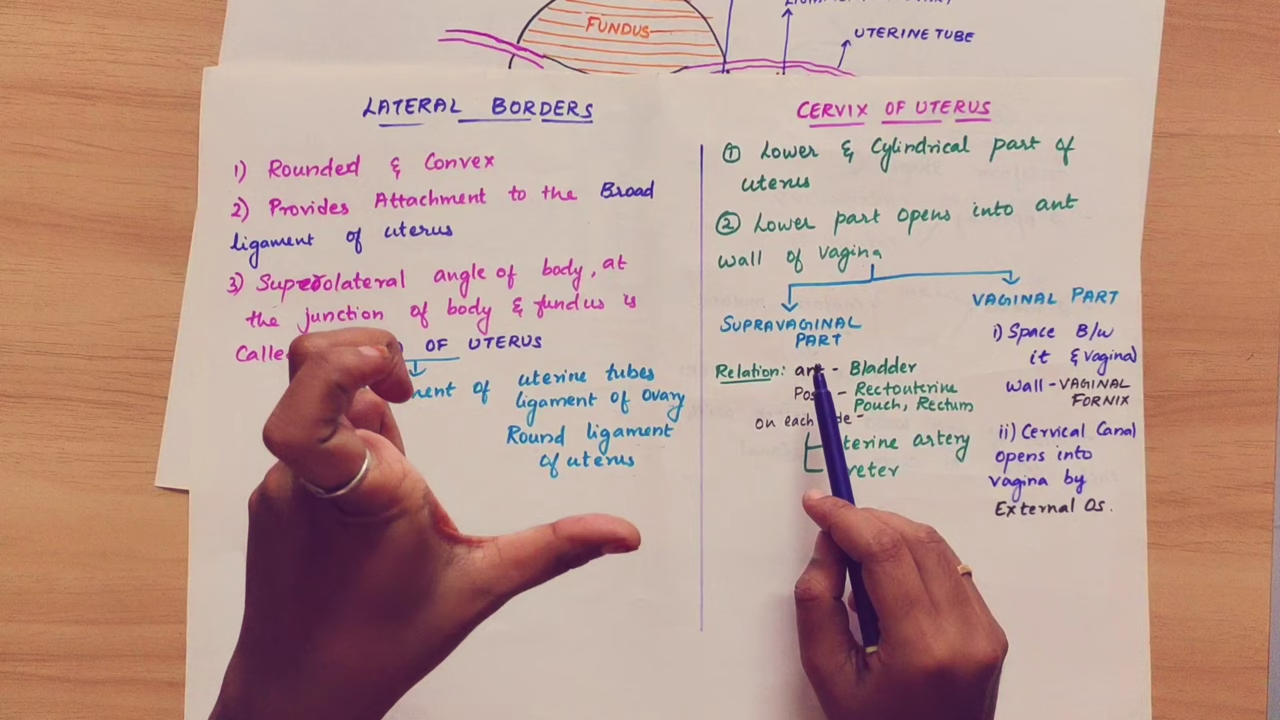 FUNDUS
UTERINE TUBE
LATERAL BORDERS
1) Rounded & Convex
2) Provides Attachment to the Broad
ligament of uterus
3) Superolateral angle of body, at
the junction of body & fundus is
OF UTERUS
of uterine tubes
ligament of Ovary
Round ligament
of uterus
CERVIX OF UTERUS
① Lower & Cylindrical part of
uterus
② Lower part opens into ant
wall of vagina
SUPRAVAGINAL
PART
Relation: ant - Bladder
- Rectouterine
Pouch, Rectum
on each
artery
VAGINAL PART
i) Space B/w
it & vaginal
wall - VAGINAL
FORNIX
ii) Cervical Canal
opens into
vagina by
External Os.